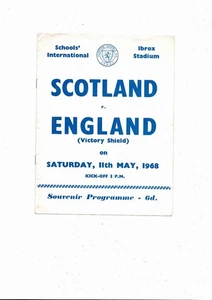 Schools' International
Ibrox Stadium
SCOTLAND
v.
ENGLAND
(Victory Shield)
on
SATURDAY, 11th MAY, 1968
KICK-OFF 3 P.M.
Souvenir Programme - 6d.